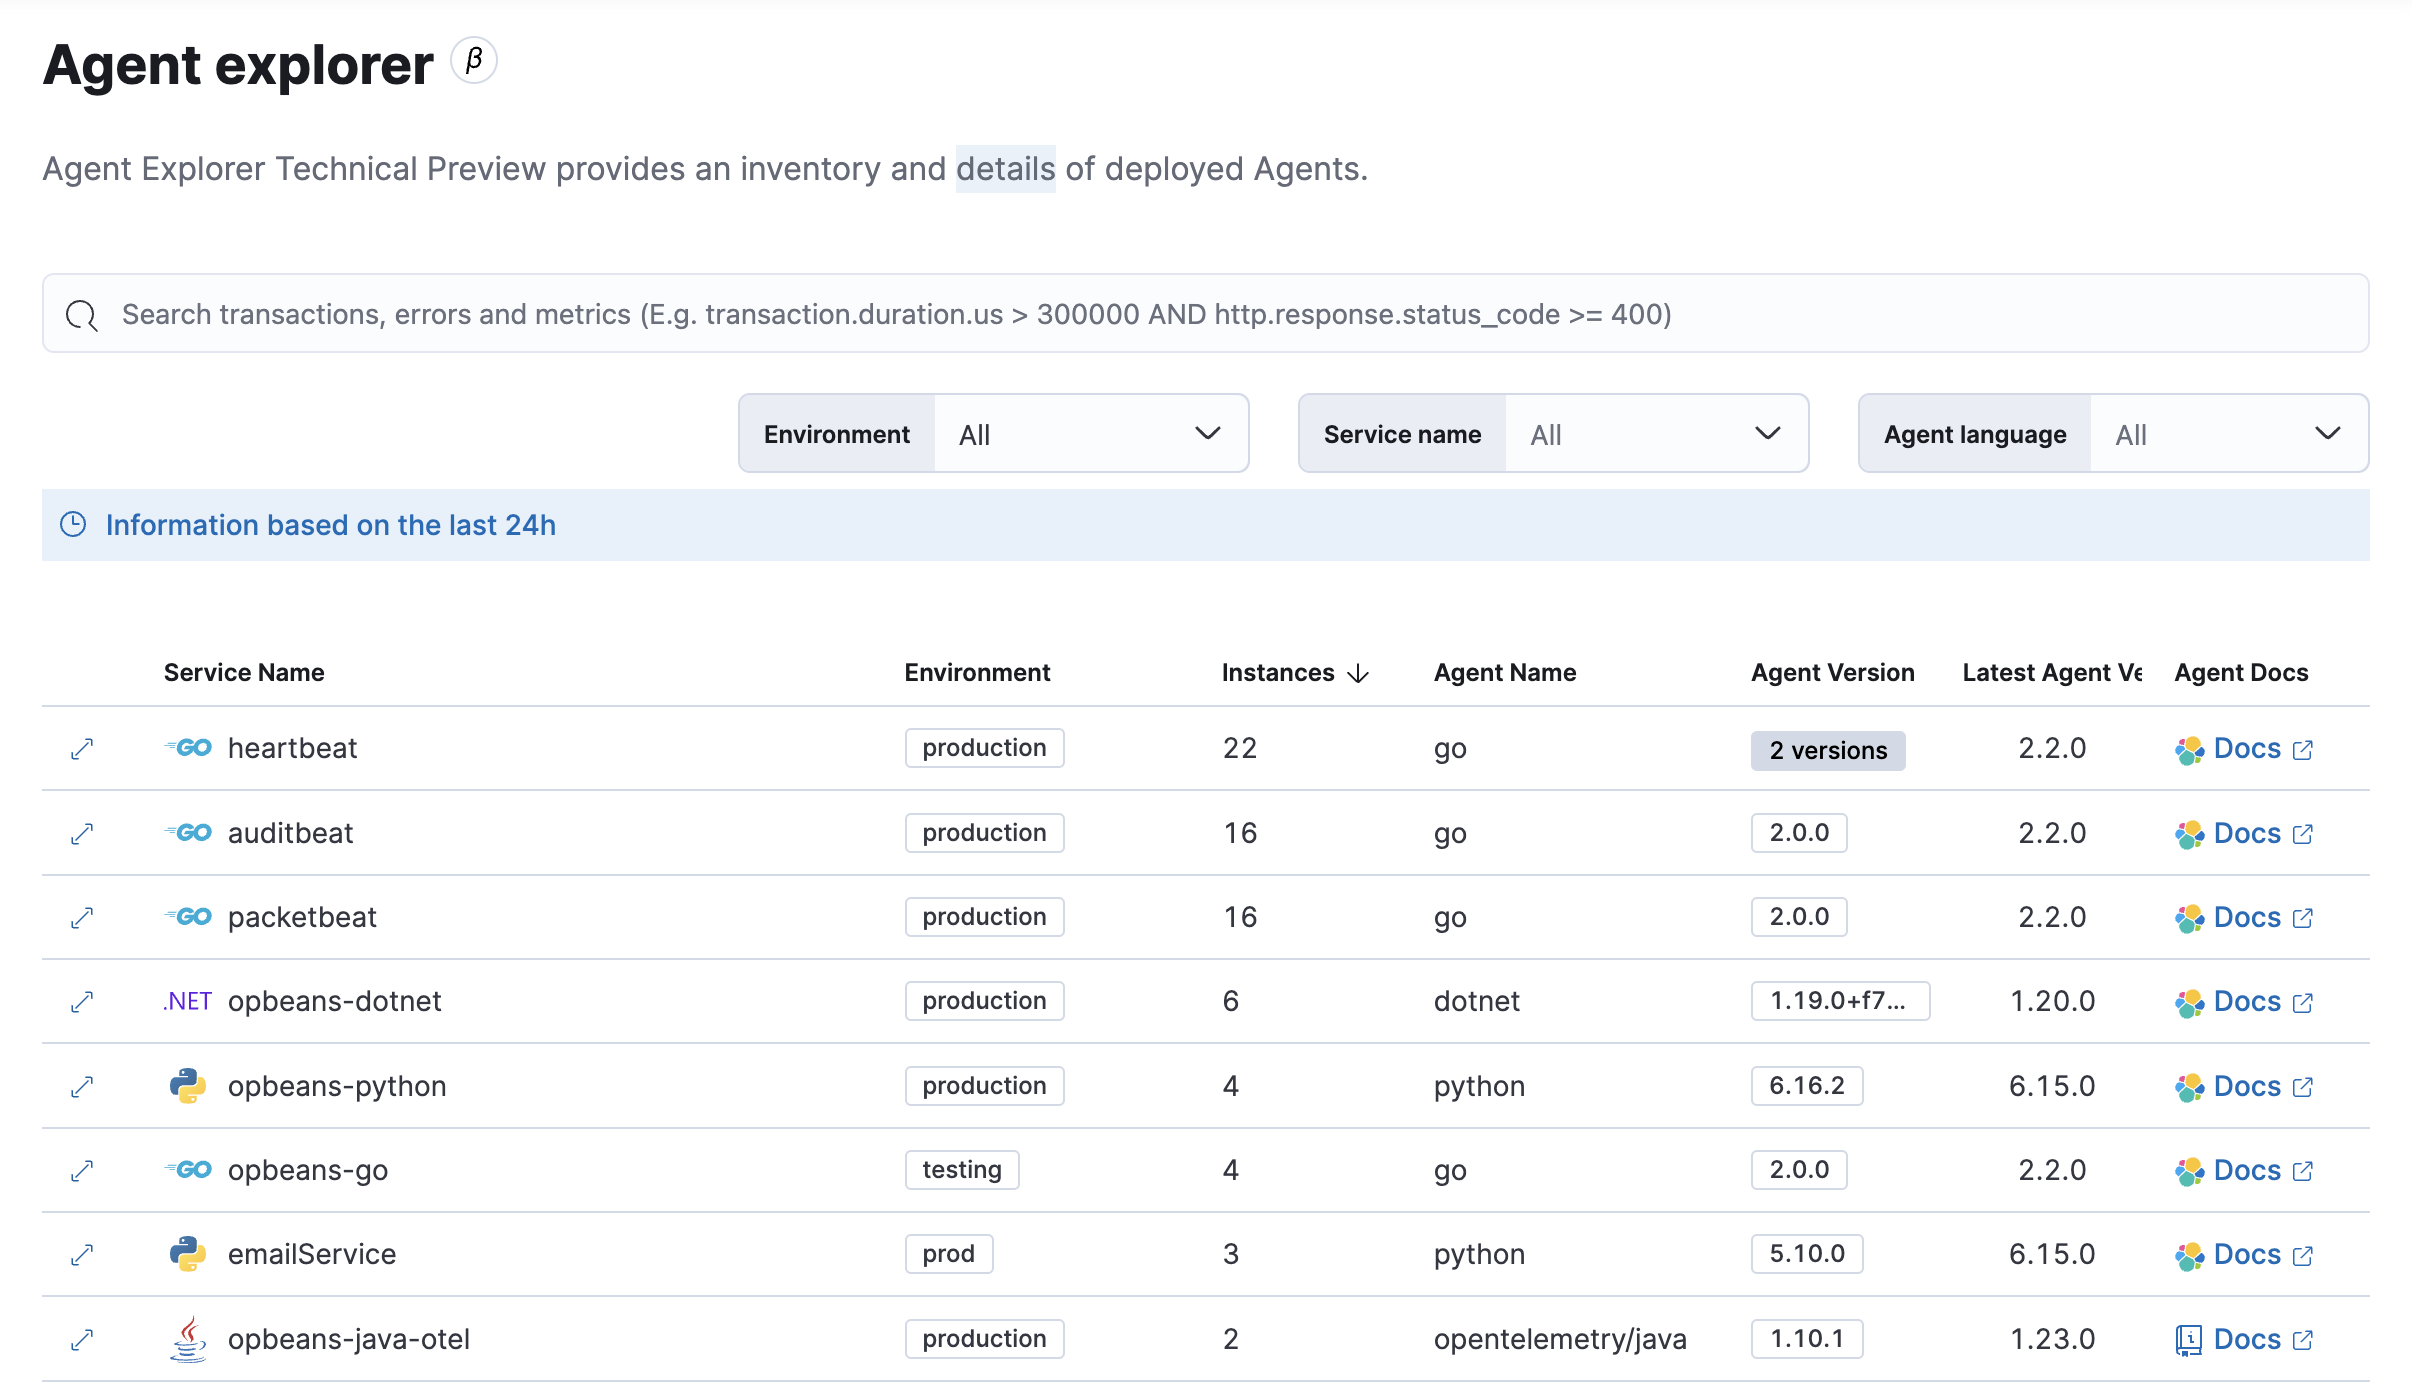 Agent explorer β
Agent Explorer Technical Preview provides an inventory and details of deployed Agents.
Search transactions, errors and metrics (E.g. transaction.duration.us > 300000 AND http.response.status_code >= 400)
Environment All Service name All Agent language All
Information based on the last 24h
Service Name Environment Instances Agent Name Agent Version Latest Agent Ve Agent Docs
GO heartbeat production 22 go 2 versions 2.2.0 Docs
GO auditbeat production 16 go 2.0.0 2.2.0 Docs
GO packetbeat production 16 go 2.0.0 2.2.0 Docs
.NET opbeans-dotnet production 6 dotnet 1.19.0+f7... 1.20.0 Docs
opbeans-python production 4 python 6.16.2 6.15.0 Docs
GO opbeans-go testing 4 go 2.0.0 2.2.0 Docs
emailService prod 3 python 5.10.0 6.15.0 Docs
opbeans-java-otel production 2 opentelemetry/java 1.10.1 1.23.0 Docs